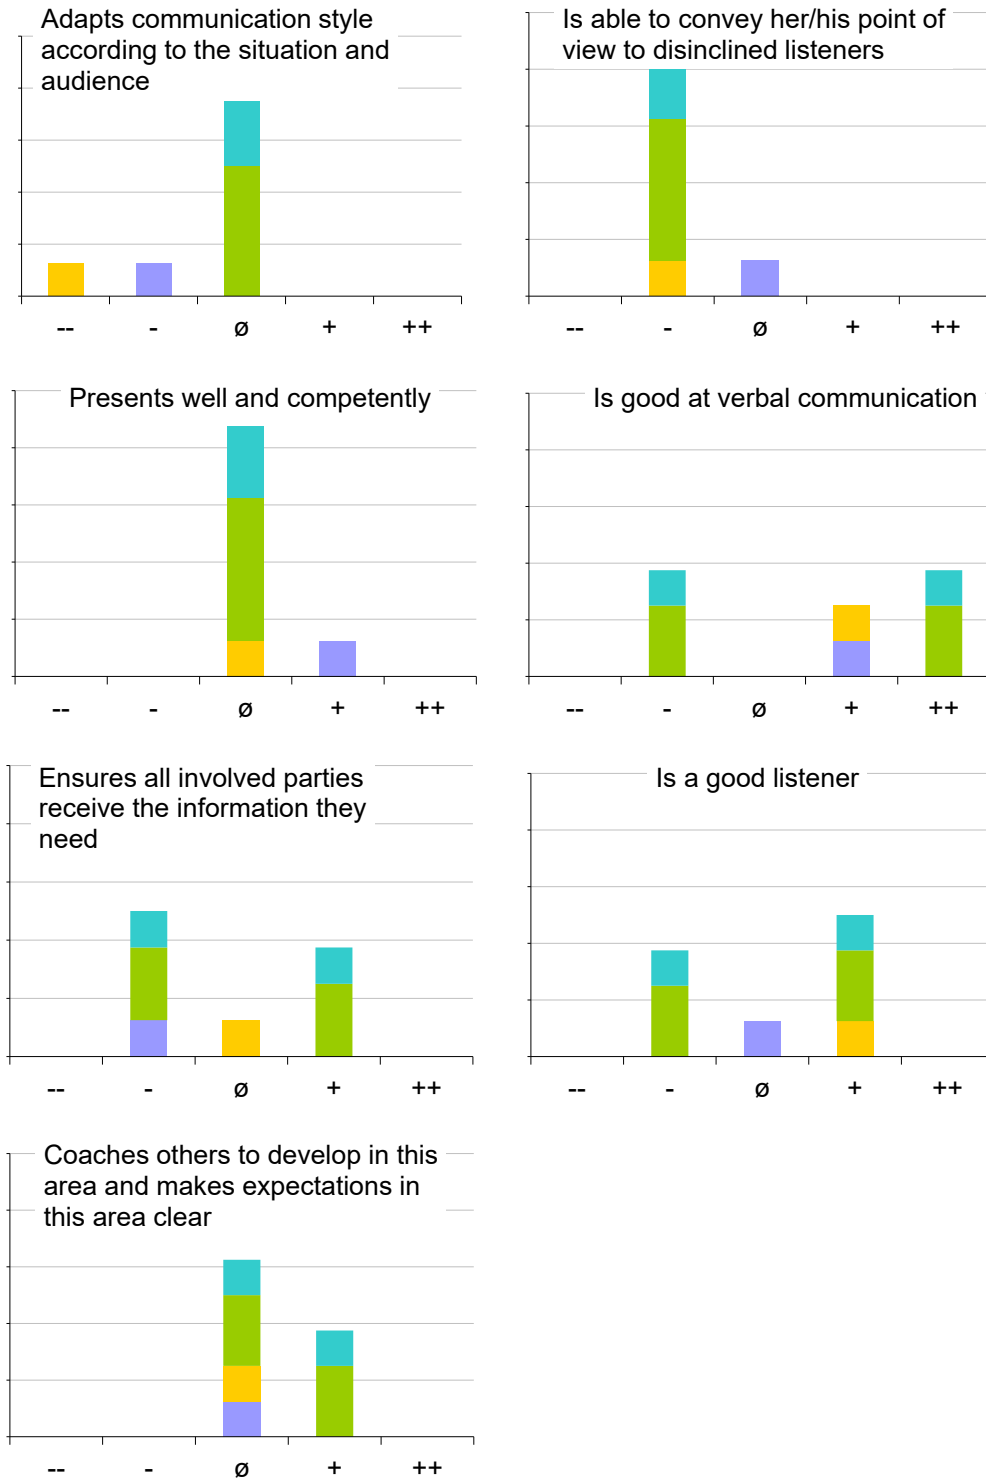 Adapts communication style
according to the situation and
audience
-- - ø + ++
Is able to convey her/his point of
view to disinclined listeners
-- - ø + ++
Presents well and competently
-- - ø + ++
Is good at verbal communication
-- - ø + ++
Ensures all involved parties
receive the information they
need
-- - ø + ++
Is a good listener
-- - ø + ++
Coaches others to develop in this
area and makes expectations in
this area clear
-- - ø + ++